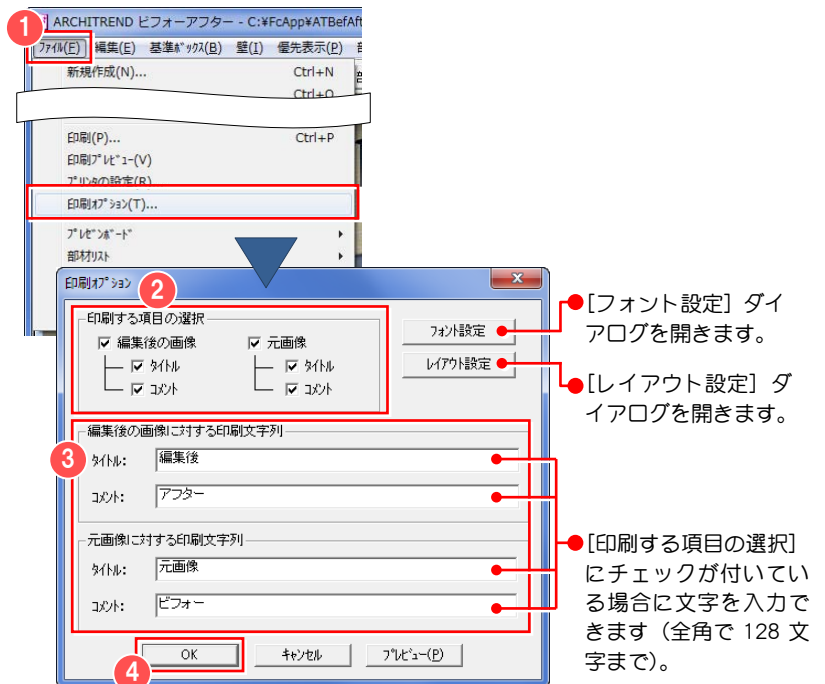 1
ARCHITREND ビフォーアフター - C:¥FcApp¥ATBefAft
ファイル(F) 編集(E) 基準ボックス(B) 壁(I) 優先表示(P)
新規作成(N)... Ctrl+N
Ctrl+O
印刷(P)... Ctrl+P
印刷プレビュー(V)
プリンタの設定(R)
印刷オプション(T)...
プレゼンボード
部材リスト
印刷オプション
2
印刷する項目の選択
編集後の画像 元画像
タイトル タイトル
コメント コメント
フォント設定
レイアウト設定
[フォント設定] ダイ
アログを開きます。
[レイアウト設定] ダ
イアログを開きます。
編集後の画像に対する印刷文字列
3
タイトル: 編集後
コメント: アフター
元画像に対する印刷文字列
タイトル: 元画像
コメント: ビフォー
[印刷する項目の選択]
にチェックが付いてい
る場合に文字を入力で
きます（全角で 128 文
字まで）。
4
OK キャンセル プレビュー(P)